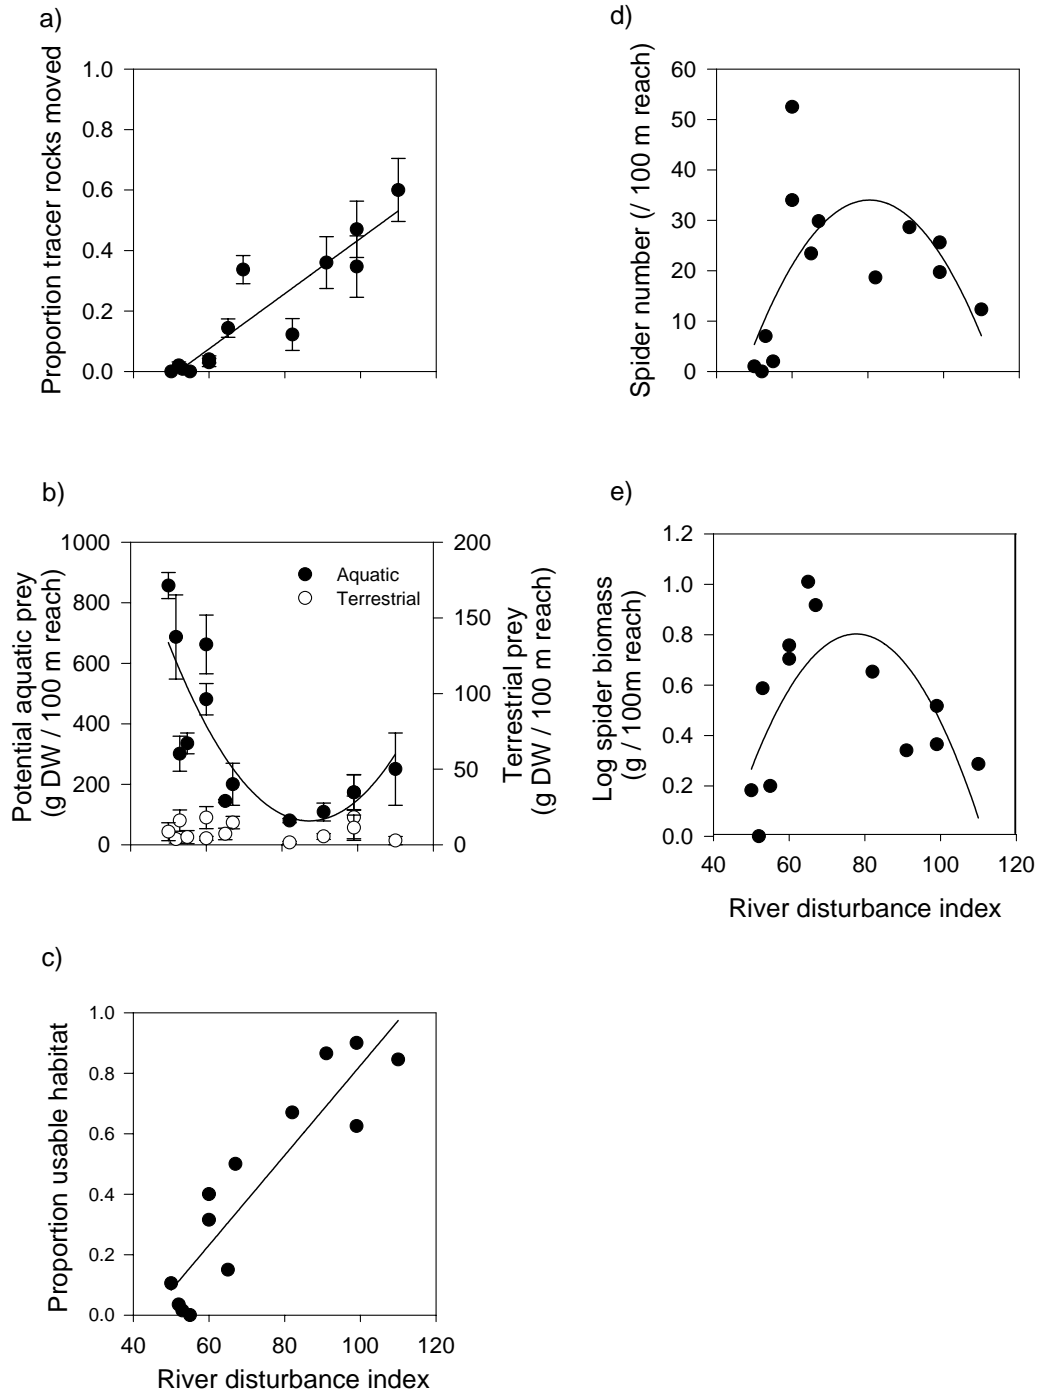 a)
Proportion tracer rocks moved
1.0
0.8
0.6
0.4
0.2
0.0
b)
Potential aquatic prey
(g DW / 100 m reach)
1000
800
600
400
200
0
Aquatic
Terrestrial
200
150
100
50
0
Terrestrial prey
(g DW / 100 m reach)
c)
Proportion usable habitat
1.0
0.8
0.6
0.4
0.2
0.0
40 60 80 100 120
River disturbance index
d)
Spider number (/ 100 m reach)
60
50
40
30
20
10
0
e)
Log spider biomass
(g / 100m reach)
1.2
1.0
0.8
0.6
0.4
0.2
0.0
40 60 80 100 120
River disturbance index